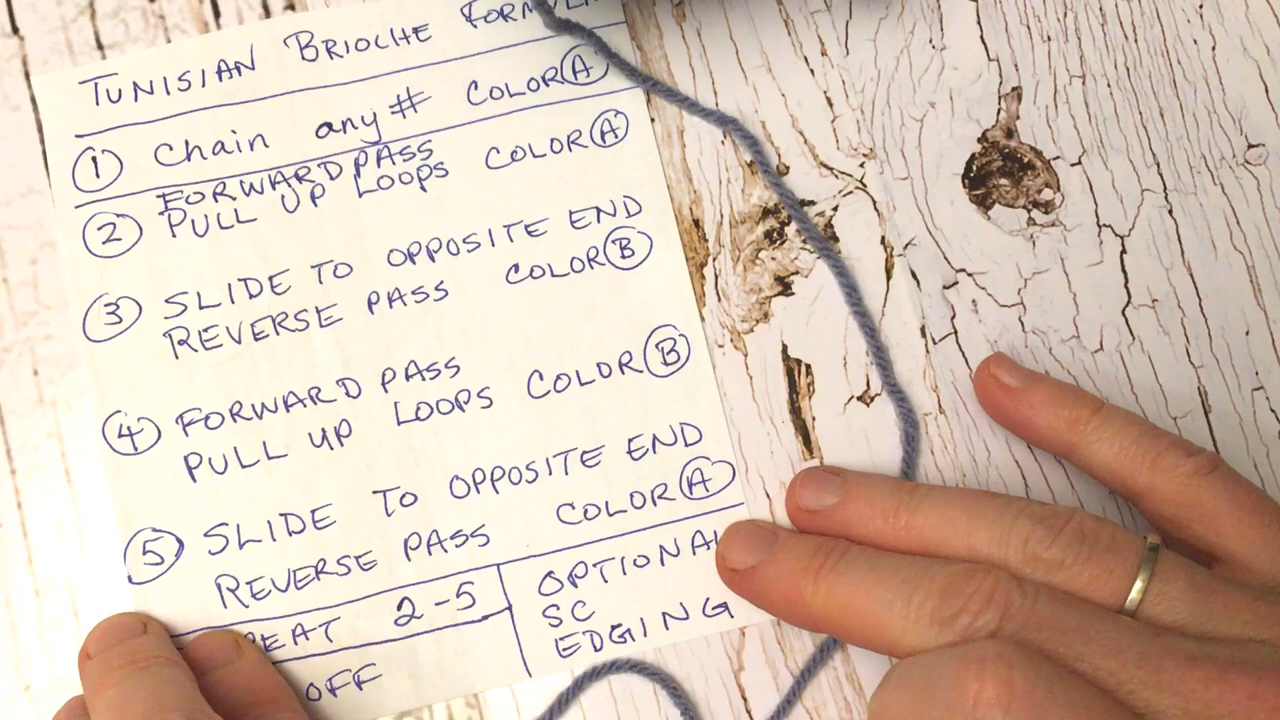 TUNISIAN BRIOCHE
① Chain any # COLOR Ⓐ
FORWARD PASS
② PULL UP LOOPS COLOR Ⓐ
③ SLIDE TO OPPOSITE END
REVERSE PASS COLOR Ⓑ
④ FORWARD PASS
PULL UP LOOPS COLOR Ⓑ
⑤ SLIDE TO OPPOSITE END
REVERSE PASS COLOR Ⓐ
2-5
OFF
OPTIONAL
SC
EDGING